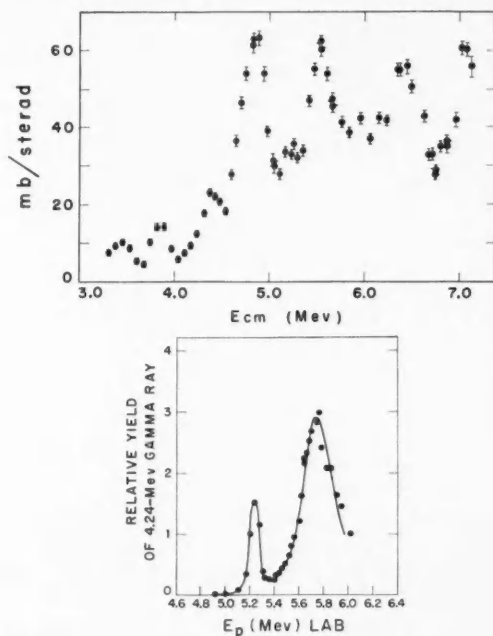 60
40
20
0
mb/sterad
3.0 4.0 5.0 6.0 7.0
Ecm (Mev)
4
3
2
1
0
RELATIVE YIELD
OF 4.24-Mev GAMMA RAY
4.6 4.8 5.0 5.2 5.4 5.6 5.8 6.0 6.2 6.4
Ep (Mev) LAB